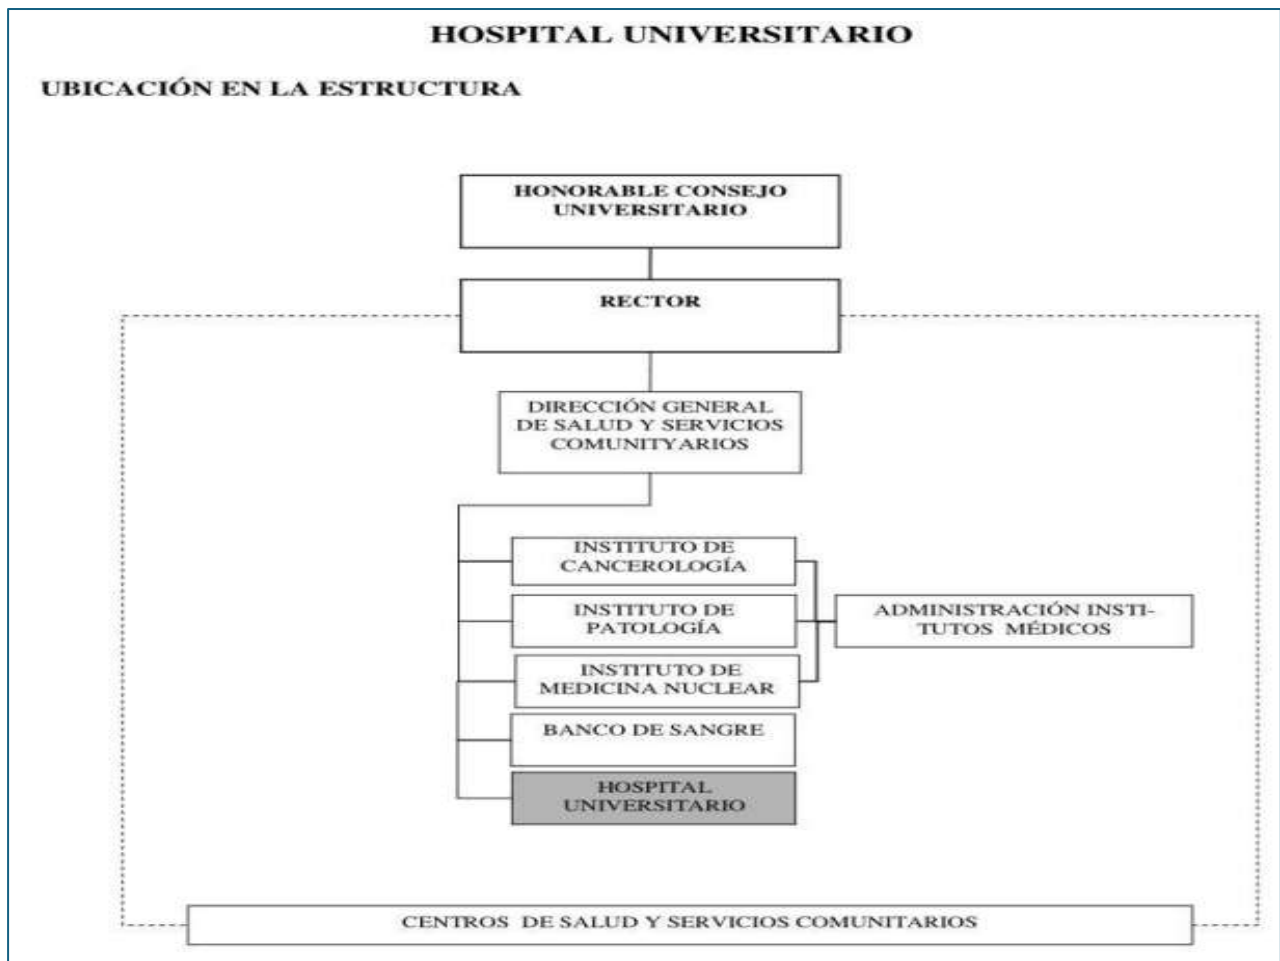 HOSPITAL UNIVERSITARIO
UBICACIÓN EN LA ESTRUCTURA
HONORABLE CONSEJO
UNIVERSITARIO
RECTOR
DIRECCIÓN GENERAL
DE SALUD Y SERVICIOS
COMUNITYARIOS
INSTITUTO DE
CANCEROLOGÍA
INSTITUTO DE
PATOLOGÍA
ADMINISTRACIÓN INSTI-
TUTOS MÉDICOS
INSTITUTO DE
MEDICINA NUCLEAR
BANCO DE SANGRE
HOSPITAL
UNIVERSITARIO
CENTROS DE SALUD Y SERVICIOS COMUNITARIOS